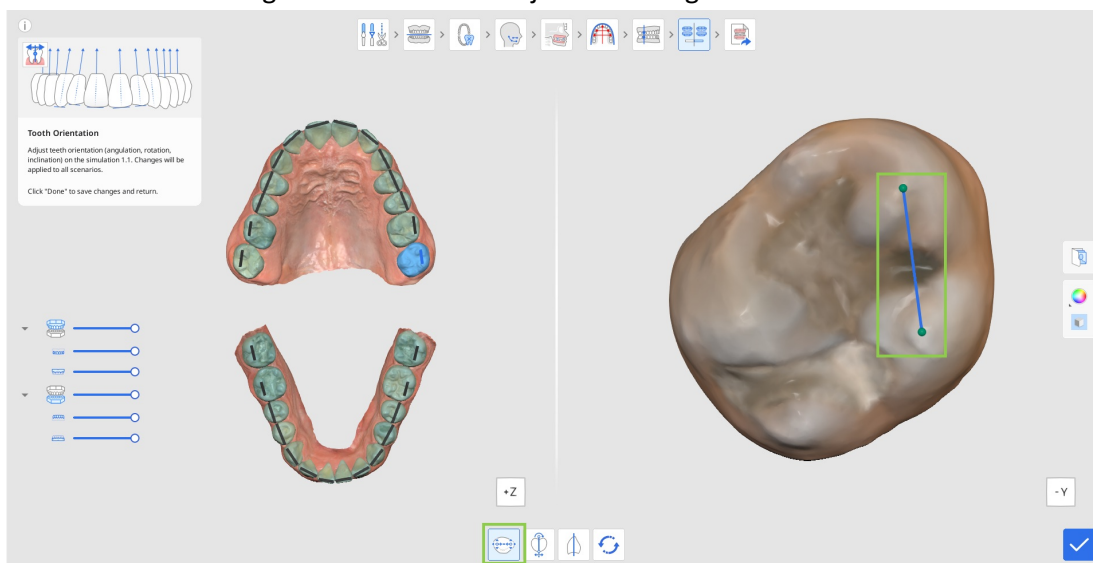 Tooth Orientation
Adjust teeth orientation (angulation, rotation,
inclination) on the simulation 1.1. Changes will be
applied to all scenarios.
Click "Done" to save changes and return.
+Z
-Y